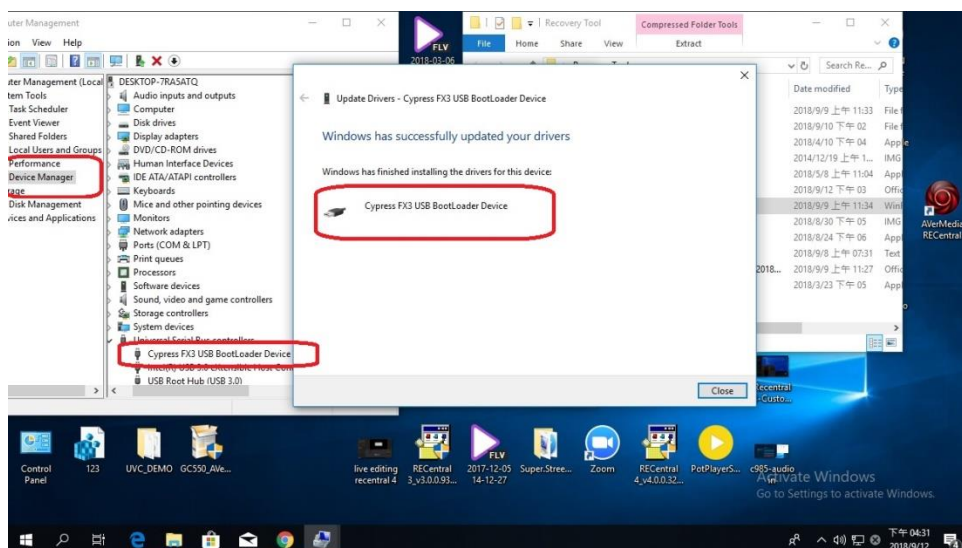 uter Management
ion View Help
uter Management (Local
tem Tools
Task Scheduler
Event Viewer
Shared Folders
Local Users and Groups
Performance
Device Manager
rage
Disk Management
vices and Applications
DESKTOP-7RA5ATQ
Audio inputs and outputs
Computer
Disk drives
Display adapters
DVD/CD-ROM drives
Human Interface Devices
IDE ATA/ATAPI controllers
Keyboards
Mice and other pointing devices
Monitors
Network adapters
Ports (COM & LPT)
Print queues
Processors
Software devices
Sound, video and game controllers
Storage controllers
System devices
Universal Serial Bus controllers
Cypress FX3 USB BootLoader Device
Intel(R) USB 3.0 eXtensible Host Con
USB Root Hub (USB 3.0)
FLV
2018-03-06
Recovery Tool
Compressed Folder Tools
File Home Share View Extract
Search Re...
Update Drivers - Cypress FX3 USB BootLoader Device
Windows has successfully updated your drivers
Windows has finished installing the drivers for this device:
Cypress FX3 USB BootLoader Device
Close
Date modified Type
2018/9/9 上午 11:33 File f
2018/9/10 下午 02 File f
2018/4/10 下午 04 Appl
2014/12/19 上午 1... IMG
2018/5/8 上午 11:04 Appl
2018/9/12 下午 03 Offic
2018/9/9 上午 11:34 WinI
2018/8/30 下午 05 IMG
2018/8/24 下午 06 Appl
2018/9/8 上午 07:31 Text
2018... 2018/9/9 上午 11:27 Offic
2018/3/23 下午 05 Appl
AVerMedia
RECentral
Recentral
-Custo...
Control
Panel
123
UVC_DEMO
GC550_AVe...
live editing
recentral 4
RECentral
3_v3.0.0.93...
FLV
2017-12-05
14-12-27
Super.Stree...
Zoom
RECentral
4_v4.0.0.32...
PotPlayerS...
c985-audio
Activate Windows
Go to Settings to activate Windows.
下午 04:31
2018/9/12